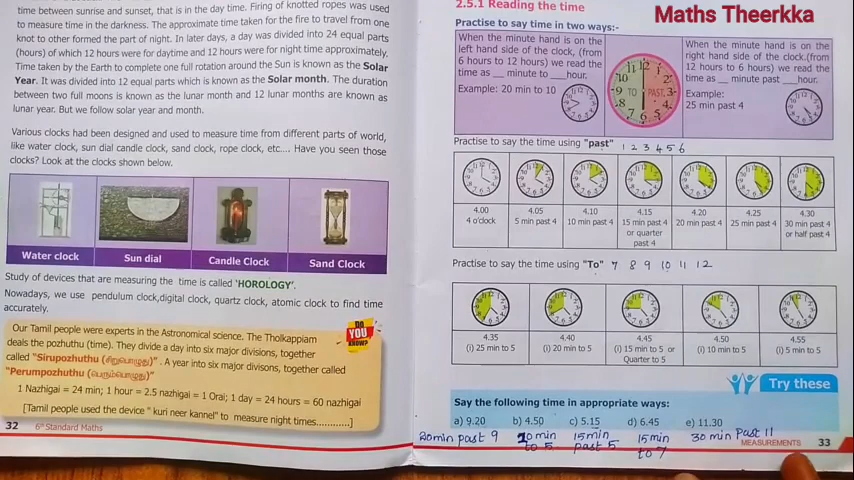 Maths Theerkka
time between sunrise and sunset, that is in the day time. Firing of knotted ropes was used
to measure time in the darkness. The approximate time taken for the fire to travel from one
knot to other formed the part of night. In later days, a day was divided into 24 equal parts
(hours) of which 12 hours were for daytime and 12 hours were for night time approximately.
Time taken by the Earth to complete one full rotation around the Sun is known as the Solar
Year. It was divided into 12 equal parts which is known as the Solar month. The duration
between two full moons is known as the lunar month and 12 lunar months are known as
lunar year. But we follow solar year and month.
Various clocks had been designed and used to measure time from different parts of world,
like water clock, sun dial candle clock, sand clock, rope clock, etc.... Have you seen those
clocks? Look at the clocks shown below.
Water clock
Sun dial
Candle Clock
Sand Clock
Study of devices that are measuring the time is called 'HOROLOGY'.
Nowadays, we use pendulum clock,digital clock, quartz clock, atomic clock to find time
accurately.
DO YOU KNOW?
Our Tamil people were experts in the Astronomical science. The Tholkappiam
deals the pozhuthu (time). They divide a day into six major divisions, together
called "Sirupozhuthu (சிறுபொழுது)" . A year into six major divisons, together called
"Perumpozhuthu (பெரும்பொழுது)"
1 Nazhigai = 24 min; 1 hour = 2.5 nazhigai = 1 Orai; 1 day = 24 hours = 60 nazhigai
[Tamil people used the device " kuri neer kannel" to measure night times............]
32 6th Standard Maths
2.5.1 Reading the time
Practise to say time in two ways:-
When the minute hand is on the
left hand side of the clock, (from
6 hours to 12 hours) we read the
time as __ minute to __ hour.
Example: 20 min to 10
TO PAST
When the minute hand is on the
right hand side of the clock.(from
12 hours to 6 hours) we read the
time as __ minute past __ hour.
Example:
25 min past 4
Practise to say the time using "past" 1 2 3 4 5 6
4.00
4 o'clock
4.05
5 min past 4
4.10
10 min past 4
4.15
15 min past 4
or quarter
past 4
4.20
20 min past 4
4.25
25 min past 4
4.30
30 min past 4
or half past 4
Practise to say the time using "To" 7 8 9 10 11 12
4.35
(i) 25 min to 5
4.40
(i) 20 min to 5
4.45
(i) 15 min to 5 or
Quarter to 5
4.50
(i) 10 min to 5
4.55
(i) 5 min to 5
Try these
Say the following time in appropriate ways:
a) 9.20 b) 4.50 c) 5.15 d) 6.45 e) 11.30
20min past 9
10 min
to 5
15min
past 5
15min
to 7
30 min Past 11
MEASUREMENTS 33